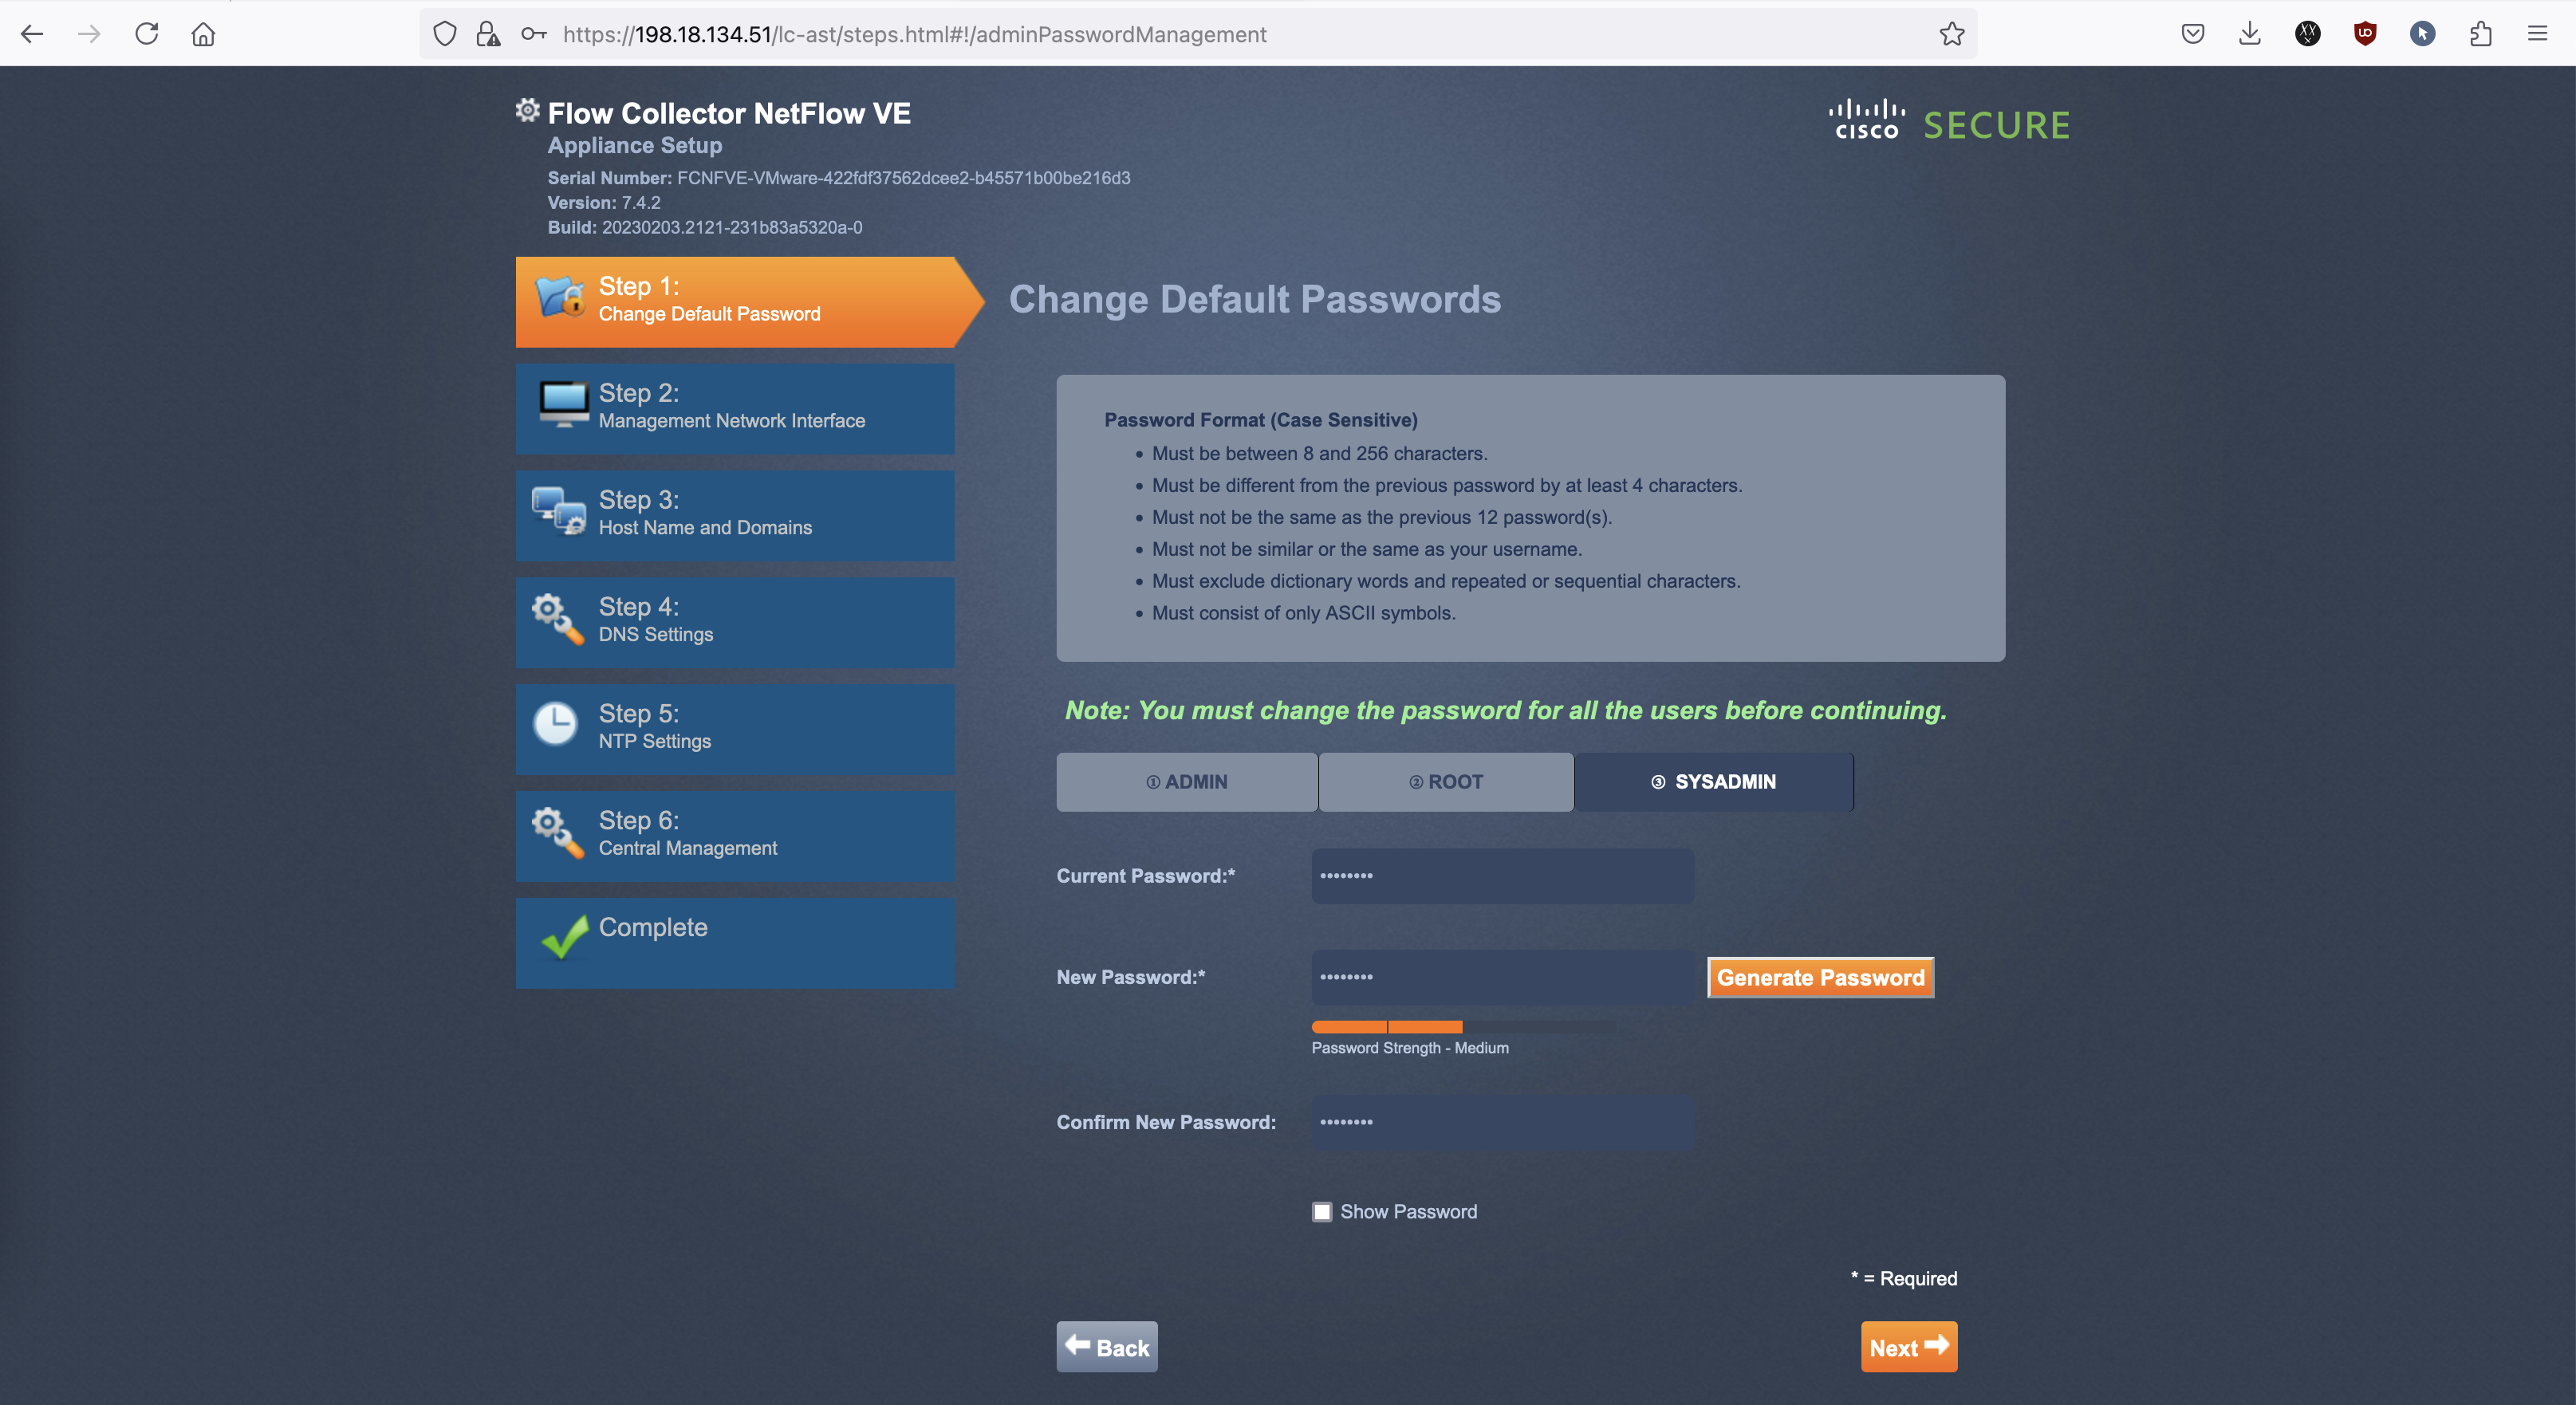 https://198.18.134.51/lc-ast/steps.html#!/adminPasswordManagement
Flow Collector NetFlow VE
Appliance Setup
Serial Number: FCNFVE-VMware-422fdf37562dcee2-b45571b00be216d3
Version: 7.4.2
Build: 20230203.2121-231b83a5320a-0
CISCO SECURE
Step 1:
Change Default Password
Step 2:
Management Network Interface
Step 3:
Host Name and Domains
Step 4:
DNS Settings
Step 5:
NTP Settings
Step 6:
Central Management
Complete
Change Default Passwords
Password Format (Case Sensitive)
• Must be between 8 and 256 characters.
• Must be different from the previous password by at least 4 characters.
• Must not be the same as the previous 12 password(s).
• Must not be similar or the same as your username.
• Must exclude dictionary words and repeated or sequential characters.
• Must consist of only ASCII symbols.
Note: You must change the password for all the users before continuing.
① ADMIN ② ROOT ③ SYSADMIN
Current Password:* ••••••••
New Password:* •••••••• Generate Password
Password Strength - Medium
Confirm New Password: ••••••••
Show Password
* = Required
Back Next